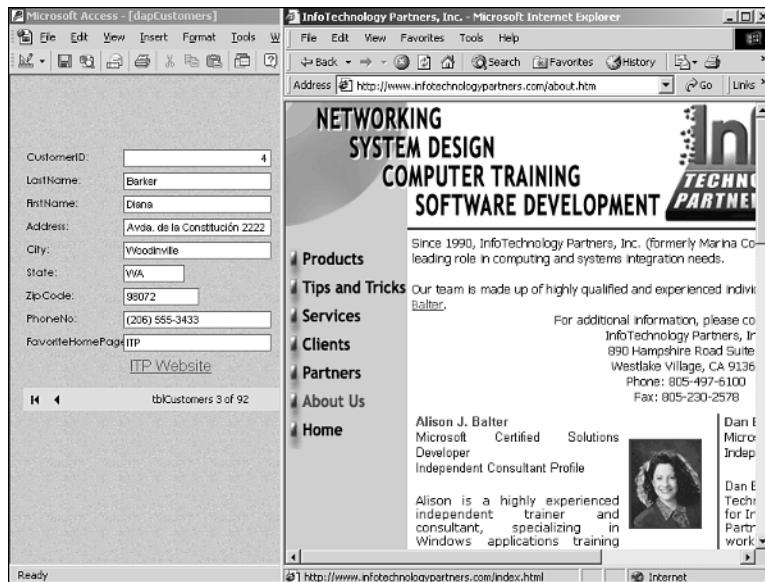 Microsoft Access - [dapCustomers]
File Edit View Insert Format Tools W
CustomerID: 4
LastName: Barker
FirstName: Diana
Address: Avda. de la Constitución 2222
City: Woodinville
State: WA
ZipCode: 98072
PhoneNo: (206) 555-3433
FavoriteHomePage ITP
ITP Website
tblCustomers 3 of 92
Ready
InfoTechnology Partners, Inc. - Microsoft Internet Explorer
File Edit View Favorites Tools Help
Back Search Favorites History
Address http://www.infotechnologypartners.com/about.htm Go Links
NETWORKING
SYSTEM DESIGN
COMPUTER TRAINING
SOFTWARE DEVELOPMENT
Inf
TECHN
PARTNE
Products
Tips and Tricks
Services
Clients
Partners
About Us
Home
Since 1990, InfoTechnology Partners, Inc. (formerly Marina Co
leading role in computing and systems integration needs.
Our team is made up of highly qualified and experienced indivi
Balter.
For additional information, please co
InfoTechnology Partners, Ir
890 Hampshire Road Suite
Westlake Village, CA 9136
Phone: 805-497-6100
Fax: 805-230-2578
Alison J. Balter
Microsoft Certified Solutions
Developer
Independent Consultant Profile
Alison is a highly experienced
independent trainer and
consultant, specializing in
Windows applications training
Dan B
Micros
Indep
Dan B
Techn
for Ir
Partn
work
http://www.infotechnologypartners.com/index.html Internet